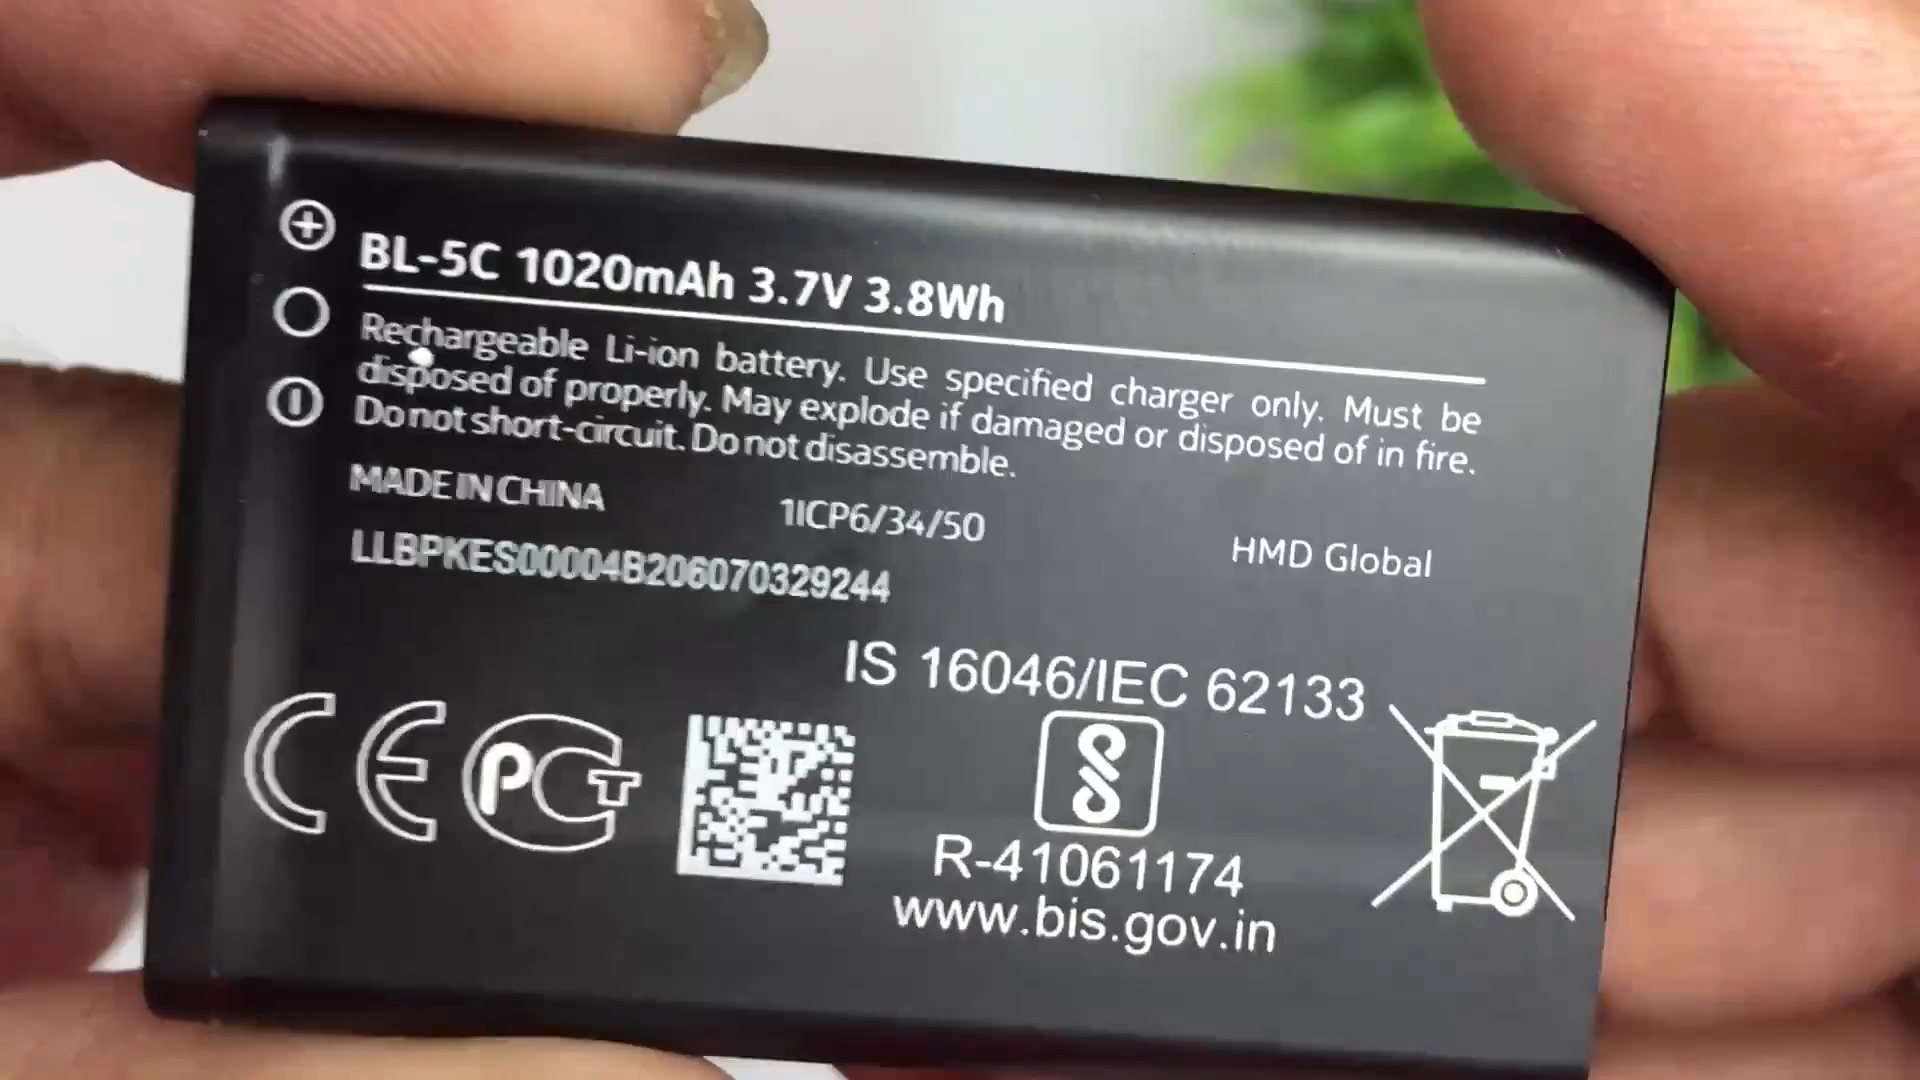 BL-5C 1020mAh 3.7V 3.8Wh
Rechargeable Li-ion battery. Use specified charger only. Must be
disposed of properly. May explode if damaged or disposed of in fire.
Do not short-circuit. Do not disassemble.
MADE IN CHINA 1ICP6/34/50 HMD Global
LLBPKES00004B206070329244
IS 16046/IEC 62133
CE PCT
R-41061174
www.bis.gov.in